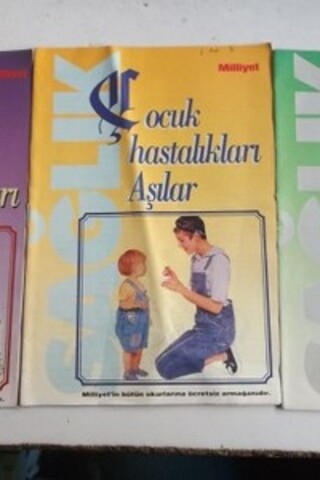 Milliyet
SAĞLIK
Çocuk
hastalıkları
Aşılar
Milliyet'in bütün okurlarına ücretsiz armağanıdır.